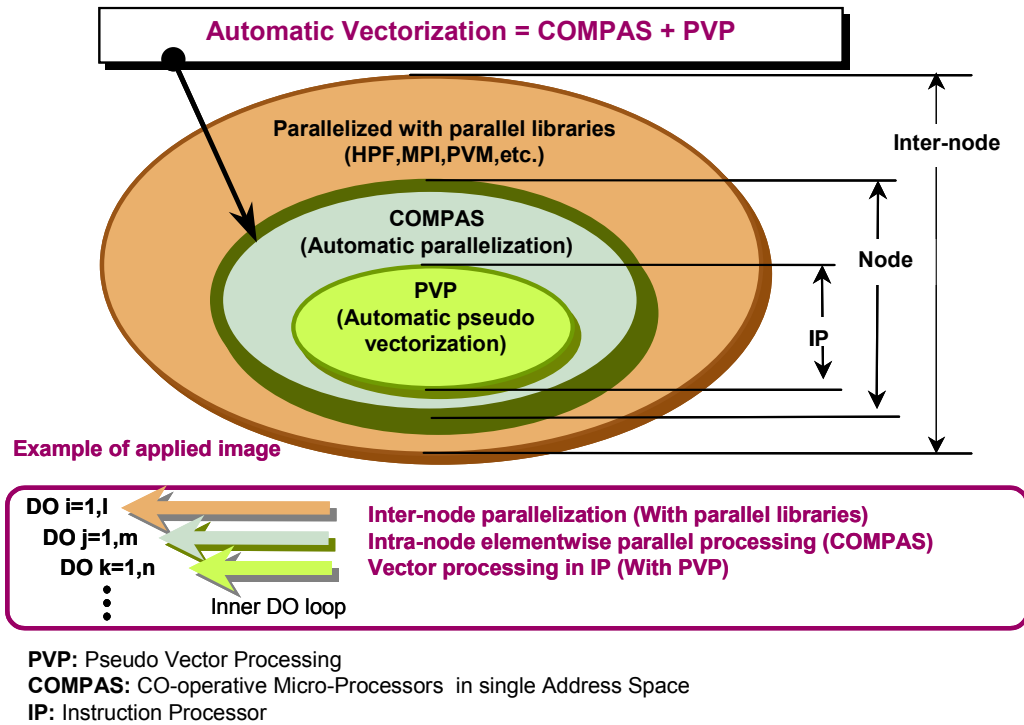 Automatic Vectorization = COMPAS + PVP
Parallelized with parallel libraries
(HPF,MPI,PVM,etc.)
Inter-node
COMPAS
(Automatic parallelization)
Node
PVP
(Automatic pseudo
vectorization)
IP
Example of applied image
DO i=1,l
Inter-node parallelization (With parallel libraries)
DO j=1,m
Intra-node elementwise parallel processing (COMPAS)
DO k=1,n
Vector processing in IP (With PVP)
Inner DO loop
PVP: Pseudo Vector Processing
COMPAS: CO-operative Micro-Processors in single Address Space
IP: Instruction Processor